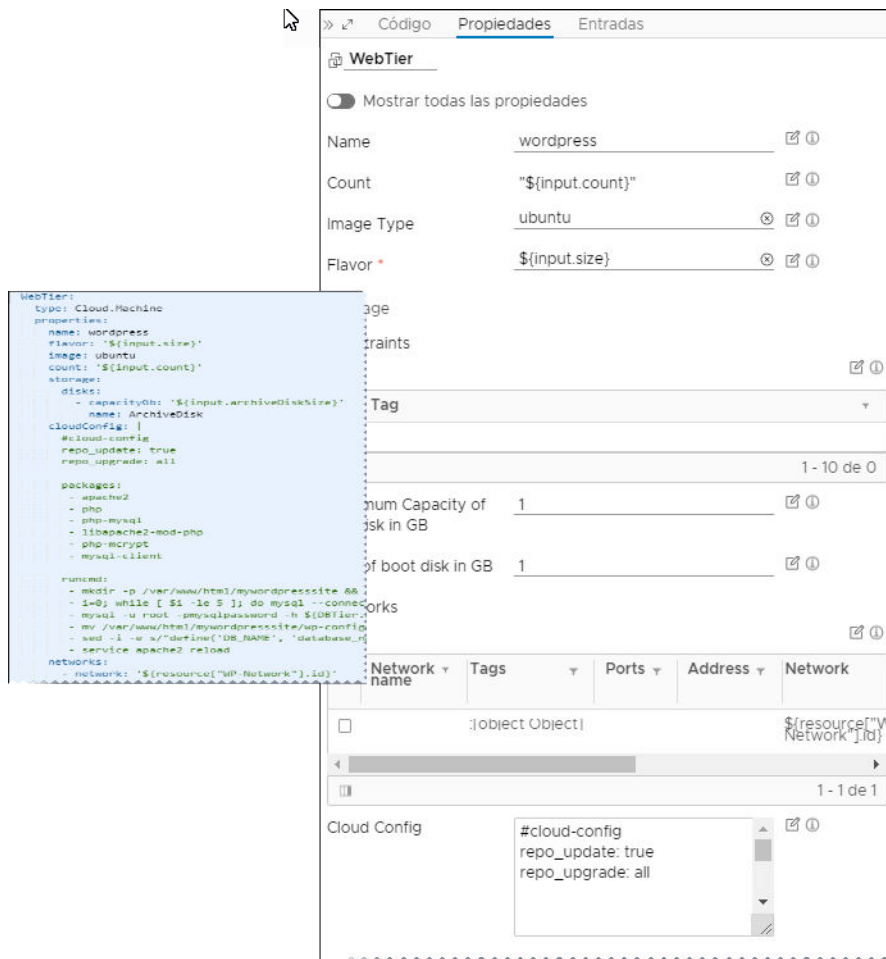 Código Propiedades Entradas
WebTier
Mostrar todas las propiedades
Name wordpress
Count "${input.count}"
Image Type ubuntu
Flavor * ${input.size}
age
traints
Tag
1 - 10 de 0
mum Capacity of 1
isk in GB
of boot disk in GB 1
orks
Network name Tags Ports Address Network
:[object Object] ${resource["W
Network"].id}
1 - 1 de 1
Cloud Config
#cloud-config
repo_update: true
repo_upgrade: all
WebTier:
type: Cloud.Machine
properties:
name: wordpress
flavor: '${input.size}'
image: ubuntu
count: '${input.count}'
storage:
disks:
- capacityGb: '${input.archiveDiskSize}'
name: ArchiveDisk
cloudConfig: |
#cloud-config
repo_update: true
repo_upgrade: all
packages:
- apache2
- php
- php-mysql
- libapache2-mod-php
- php-mcrypt
- mysql-client
runcmd:
- mkdir -p /var/www/html/mywordpresssite &&
- i=0; while [ $i -le 5 ]; do mysql --connec
- mysql -u root -pmysqlpassword -h ${DBTier.
- mv /var/www/html/mywordpresssite/wp-config
- sed -i -e s/"define('DB_NAME', 'database_n
- service apache2 reload
networks:
- network: '${resource["WP-Network"].id}'